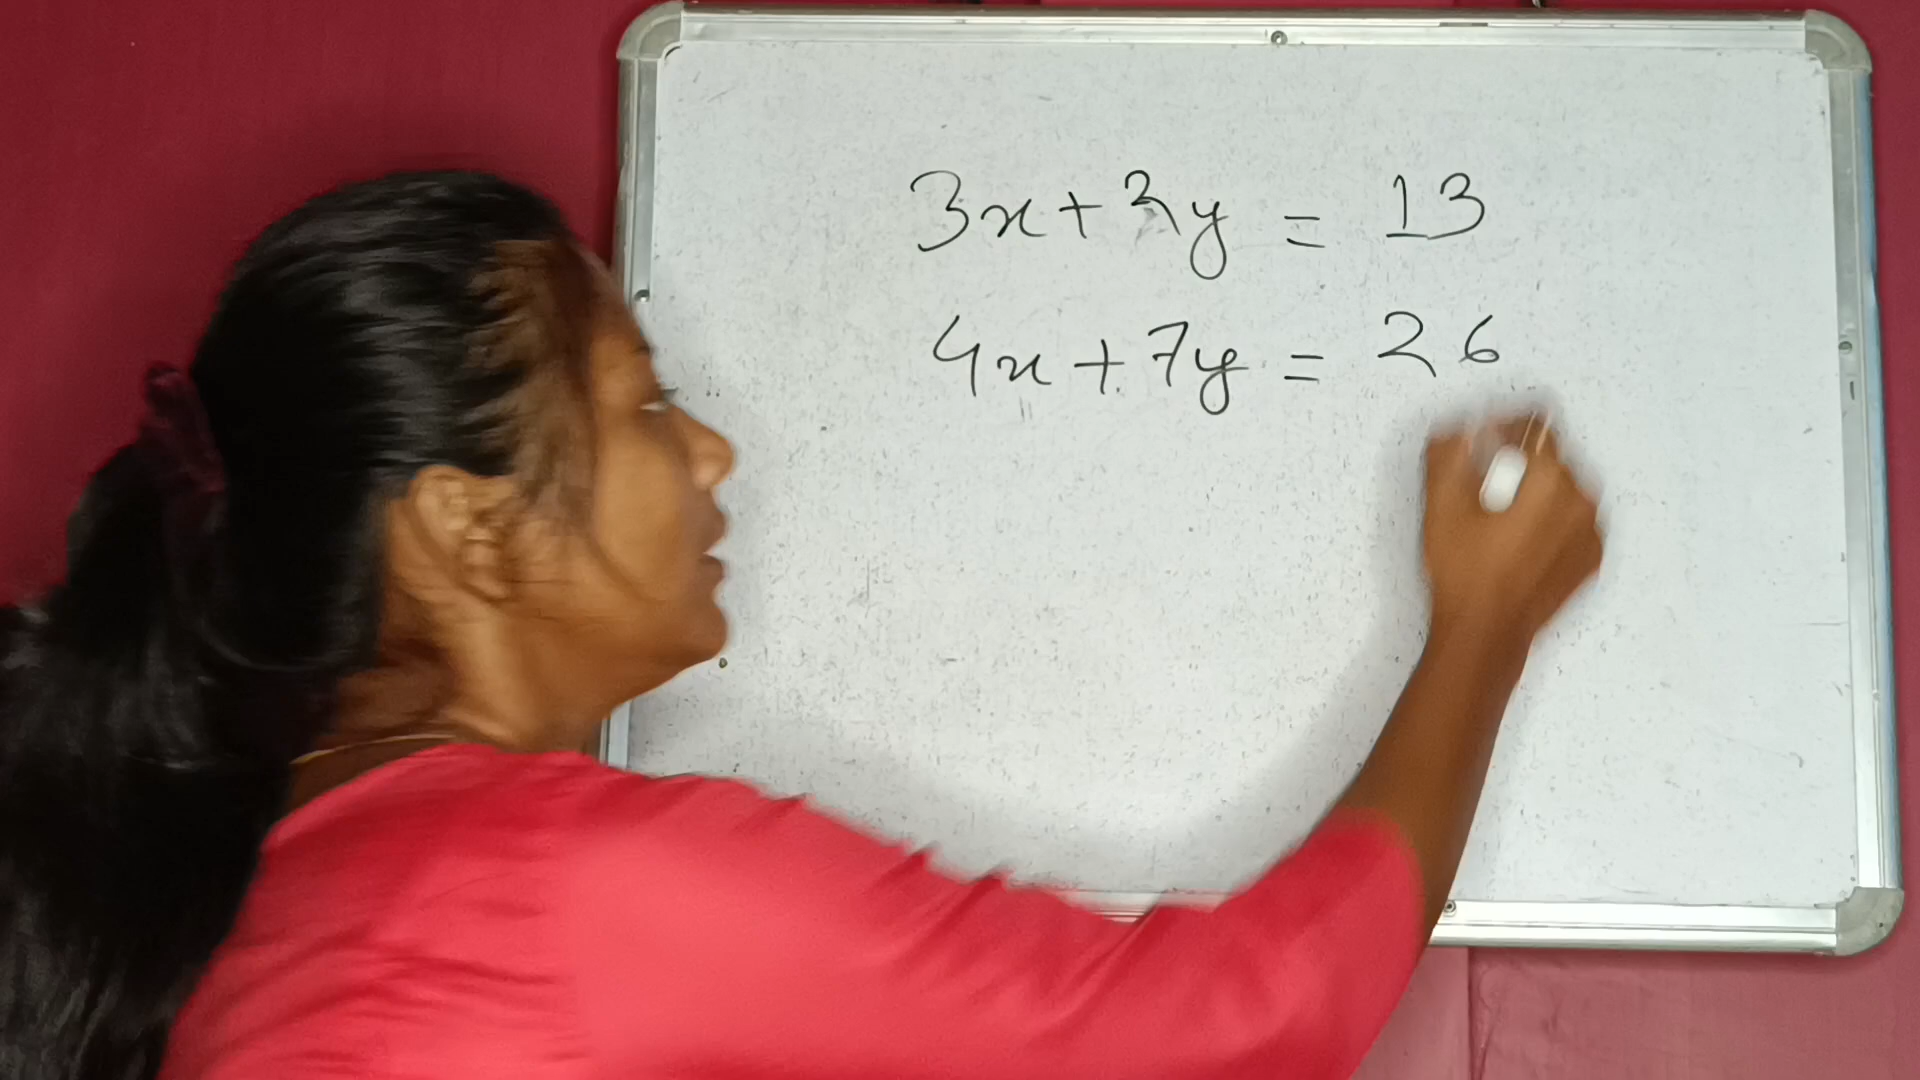 3x+2y = 13
4x+7y = 26